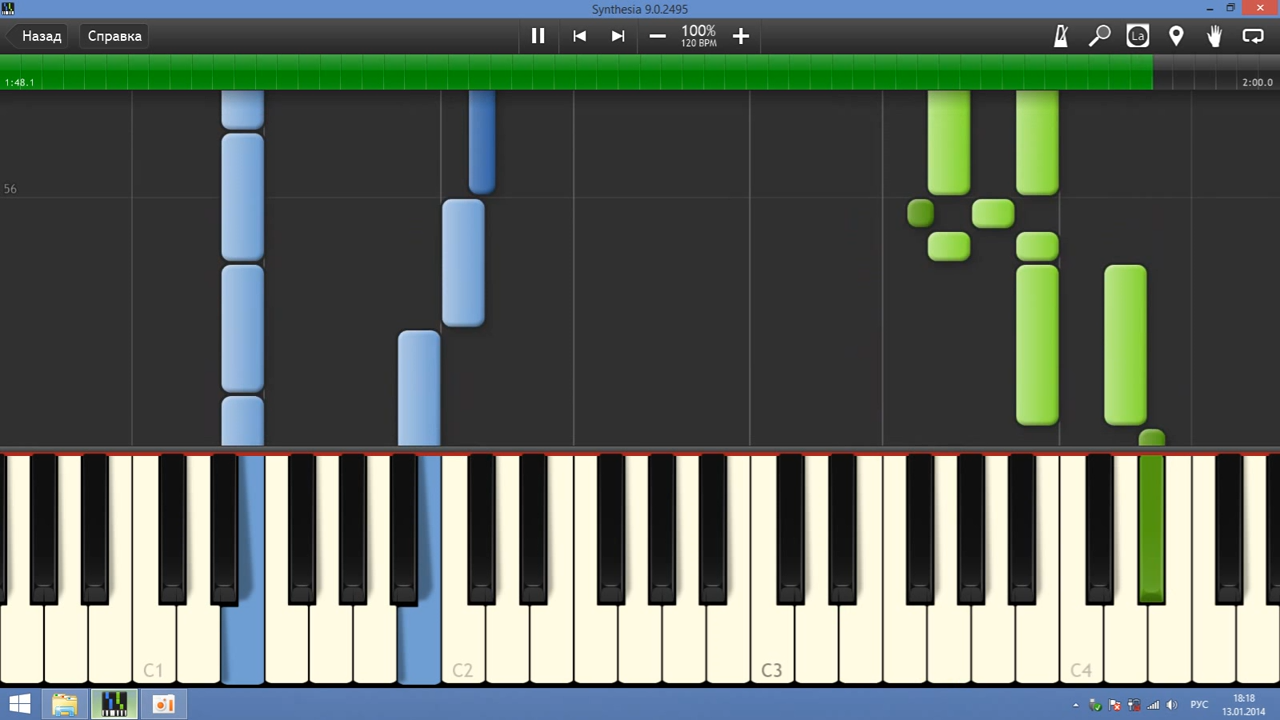 Synthesia 9.0.2495
Назад
Справка
100%
120 BPM
La
1:48.1
2:00.0
56
C1
C2
C3
C4
РУС
18:18
13.01.2014